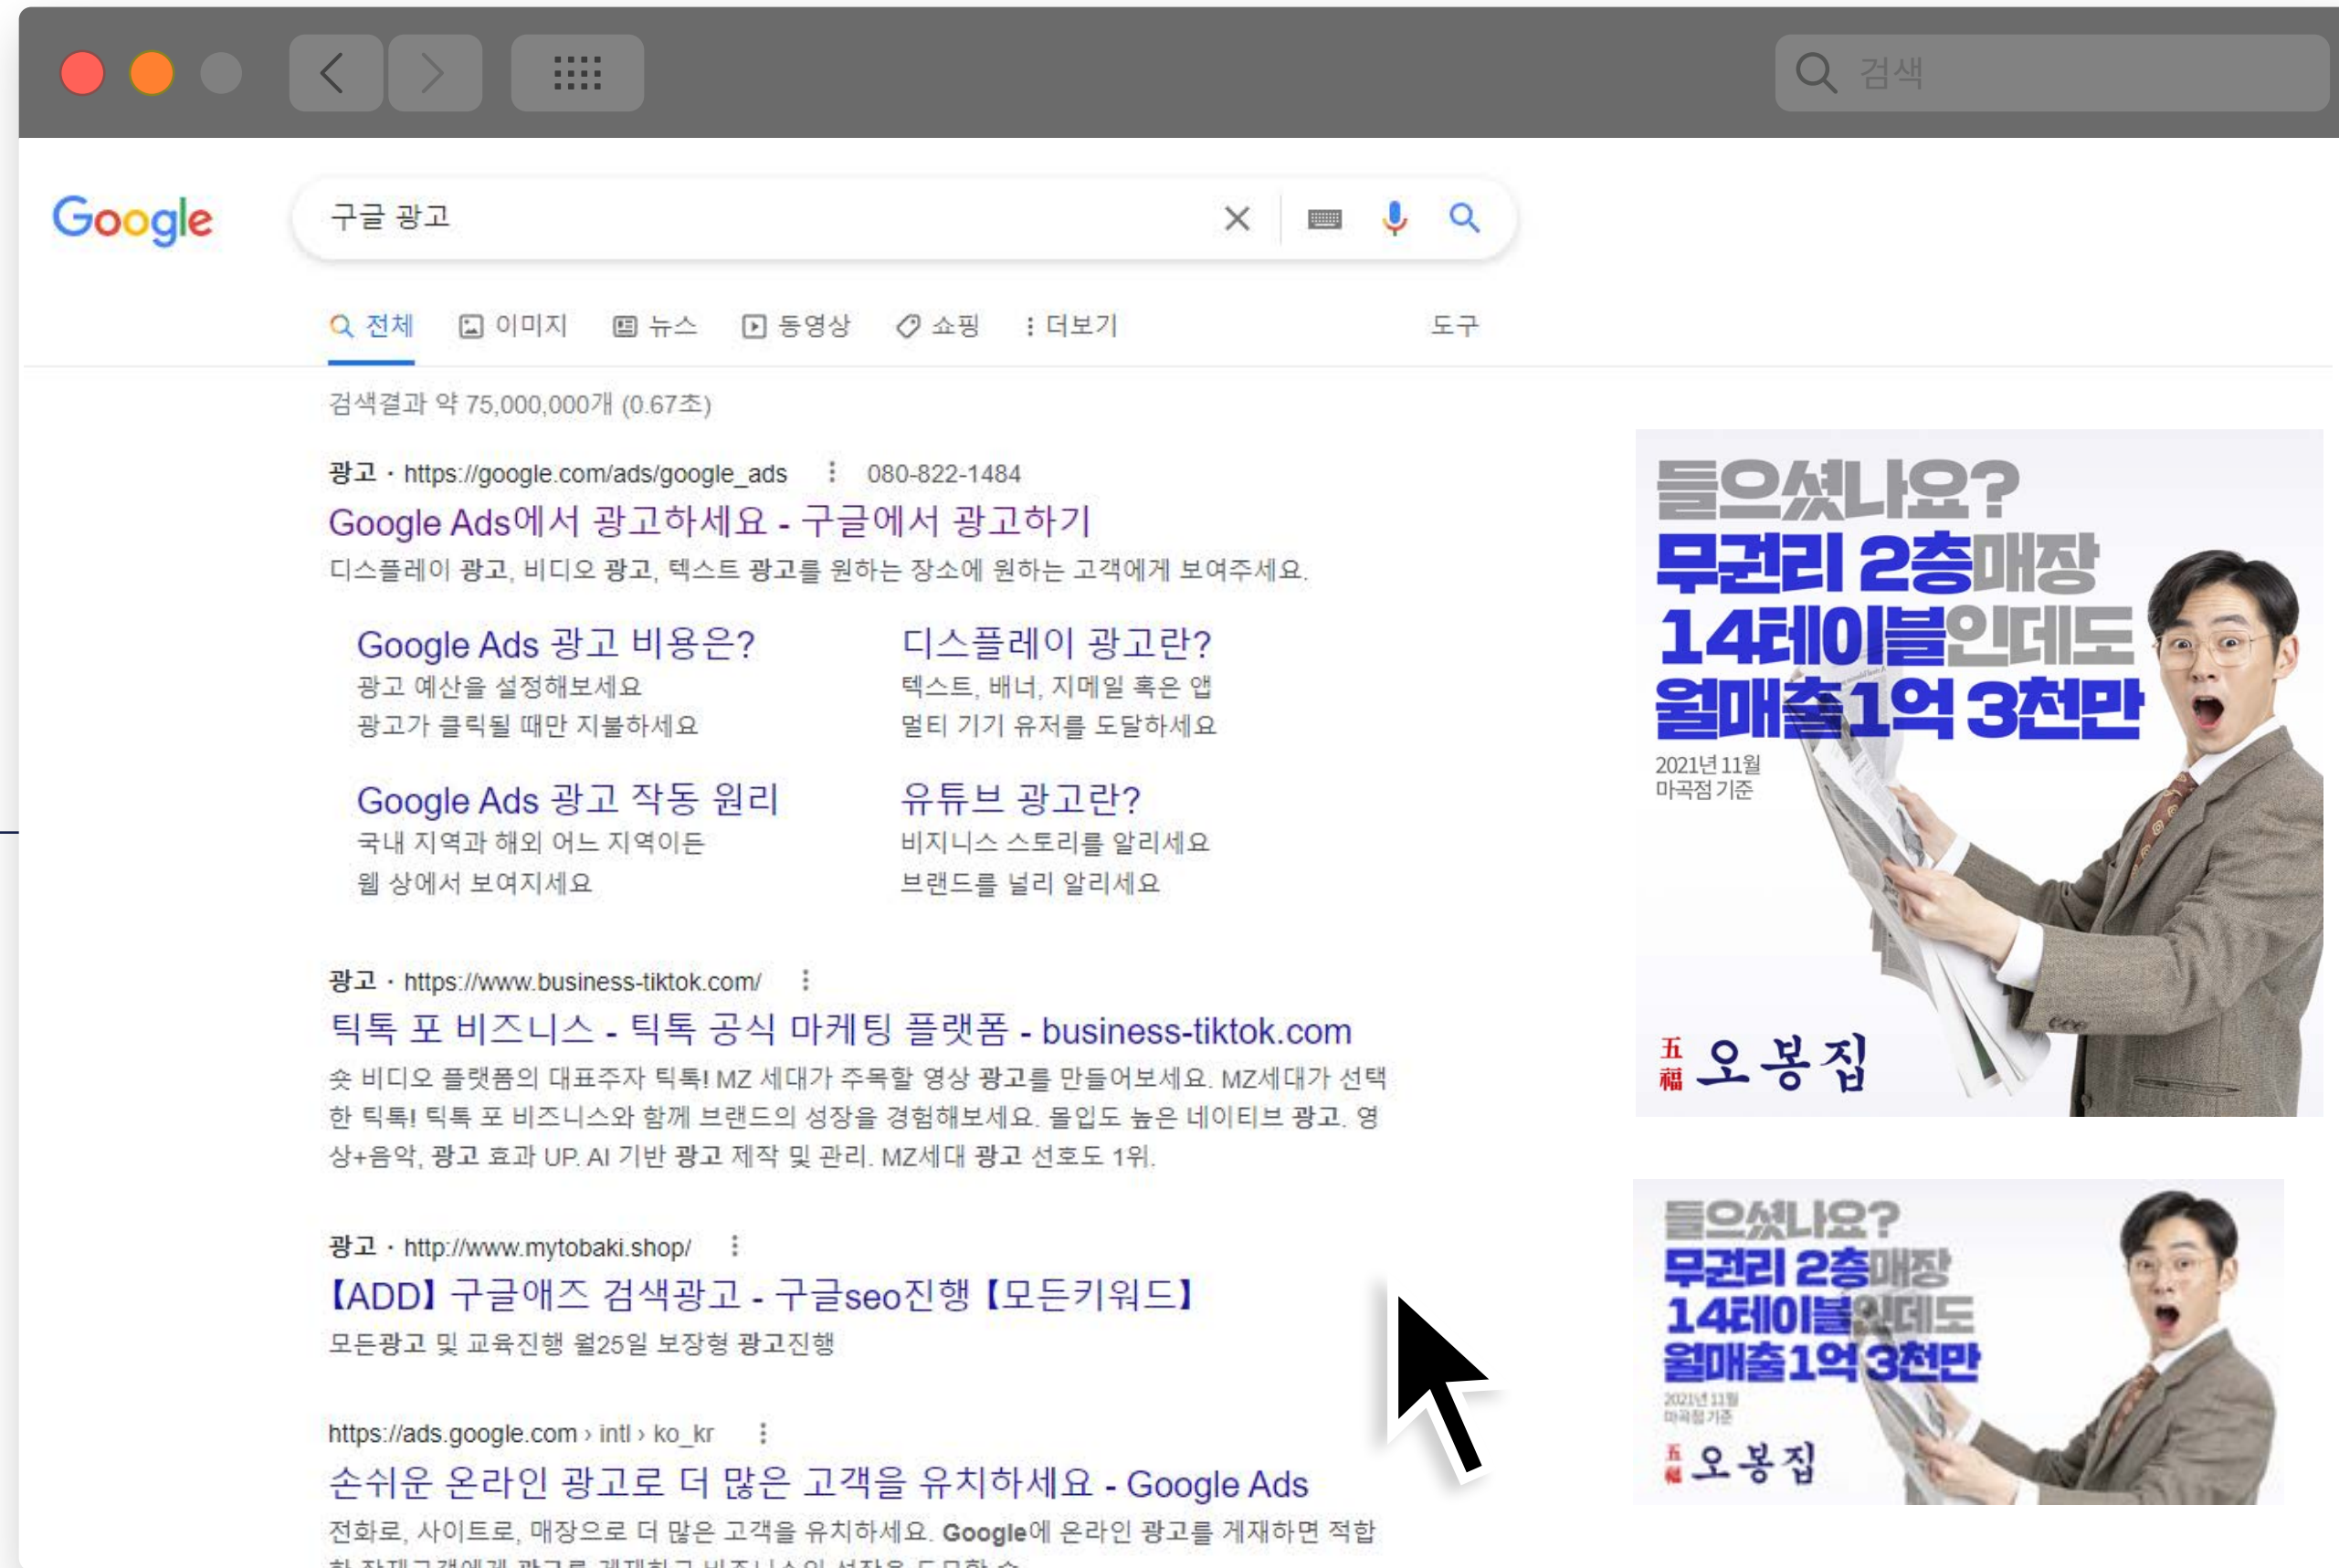 검색
Google
구글 광고
전체 이미지 뉴스 동영상 쇼핑 더보기 도구
검색결과 약 75,000,000개 (0.67초)
광고 · https://google.com/ads/google_ads 080-822-1484
Google Ads에서 광고하세요 - 구글에서 광고하기
디스플레이 광고, 비디오 광고, 텍스트 광고를 원하는 장소에 원하는 고객에게 보여주세요.
Google Ads 광고 비용은?
광고 예산을 설정해보세요
광고가 클릭될 때만 지불하세요
디스플레이 광고란?
텍스트, 배너, 지메일 혹은 앱
멀티 기기 유저를 도달하세요
Google Ads 광고 작동 원리
국내 지역과 해외 어느 지역이든
웹 상에서 보여지세요
유튜브 광고란?
비지니스 스토리를 알리세요
브랜드를 널리 알리세요
광고 · https://www.business-tiktok.com/
틱톡 포 비즈니스 - 틱톡 공식 마케팅 플랫폼 - business-tiktok.com
숏 비디오 플랫폼의 대표주자 틱톡! MZ 세대가 주목할 영상 광고를 만들어보세요. MZ세대가 선택
한 틱톡! 틱톡 포 비즈니스와 함께 브랜드의 성장을 경험해보세요. 몰입도 높은 네이티브 광고. 영
상+음악, 광고 효과 UP. AI 기반 광고 제작 및 관리. MZ세대 광고 선호도 1위.
광고 · http://www.mytobaki.shop/
【ADD】 구글애즈 검색광고 - 구글seo진행 【모든키워드】
모든광고 및 교육진행 월25일 보장형 광고진행
https://ads.google.com › intl › ko_kr
손쉬운 온라인 광고로 더 많은 고객을 유치하세요 - Google Ads
전화로, 사이트로, 매장으로 더 많은 고객을 유치하세요. Google에 온라인 광고를 게재하면 적합
들으셨나요?
무권리 2층매장
14테이블인데도
월매출1억 3천만
2021년 11월
마곡점 기준
五福 오봉집
들으셨나요?
무권리 2층매장
14테이블인데도
월매출1억 3천만
2021년 11월
마곡점 기준
五福 오봉집